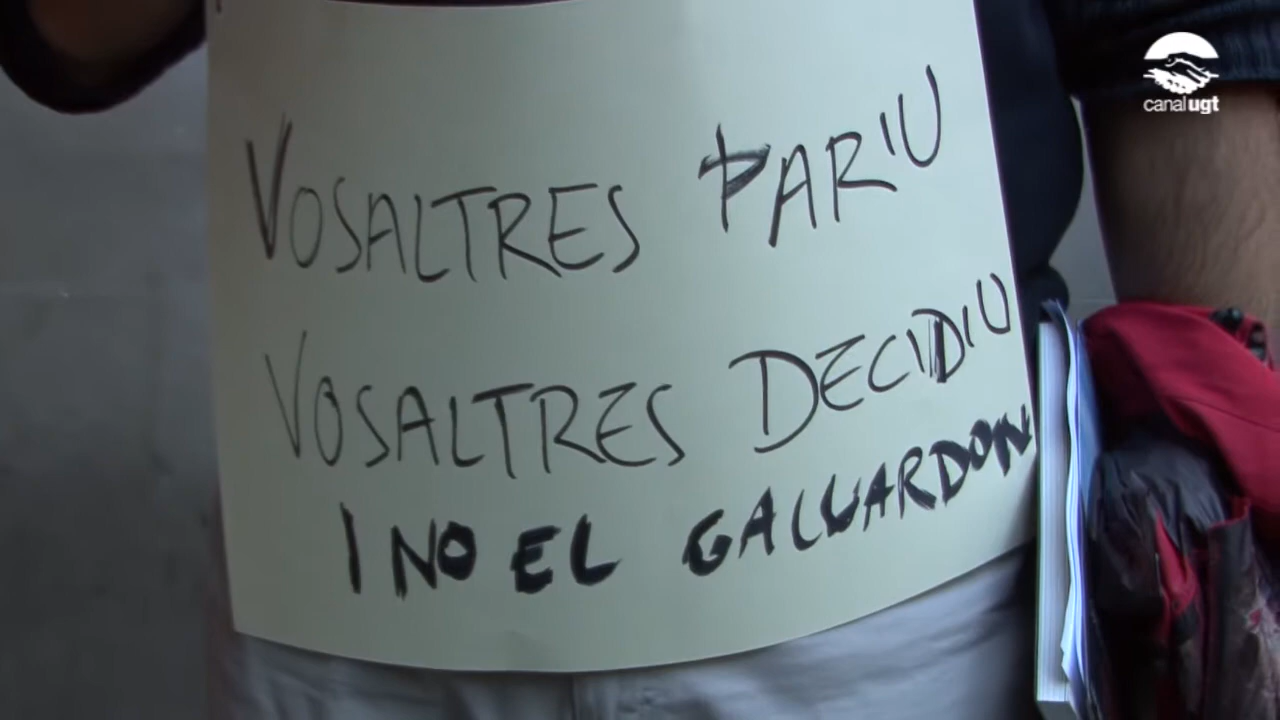 VOSALTRES PARIU
VOSALTRES DECIDIU
I NO EL GALLARDON
canalugt